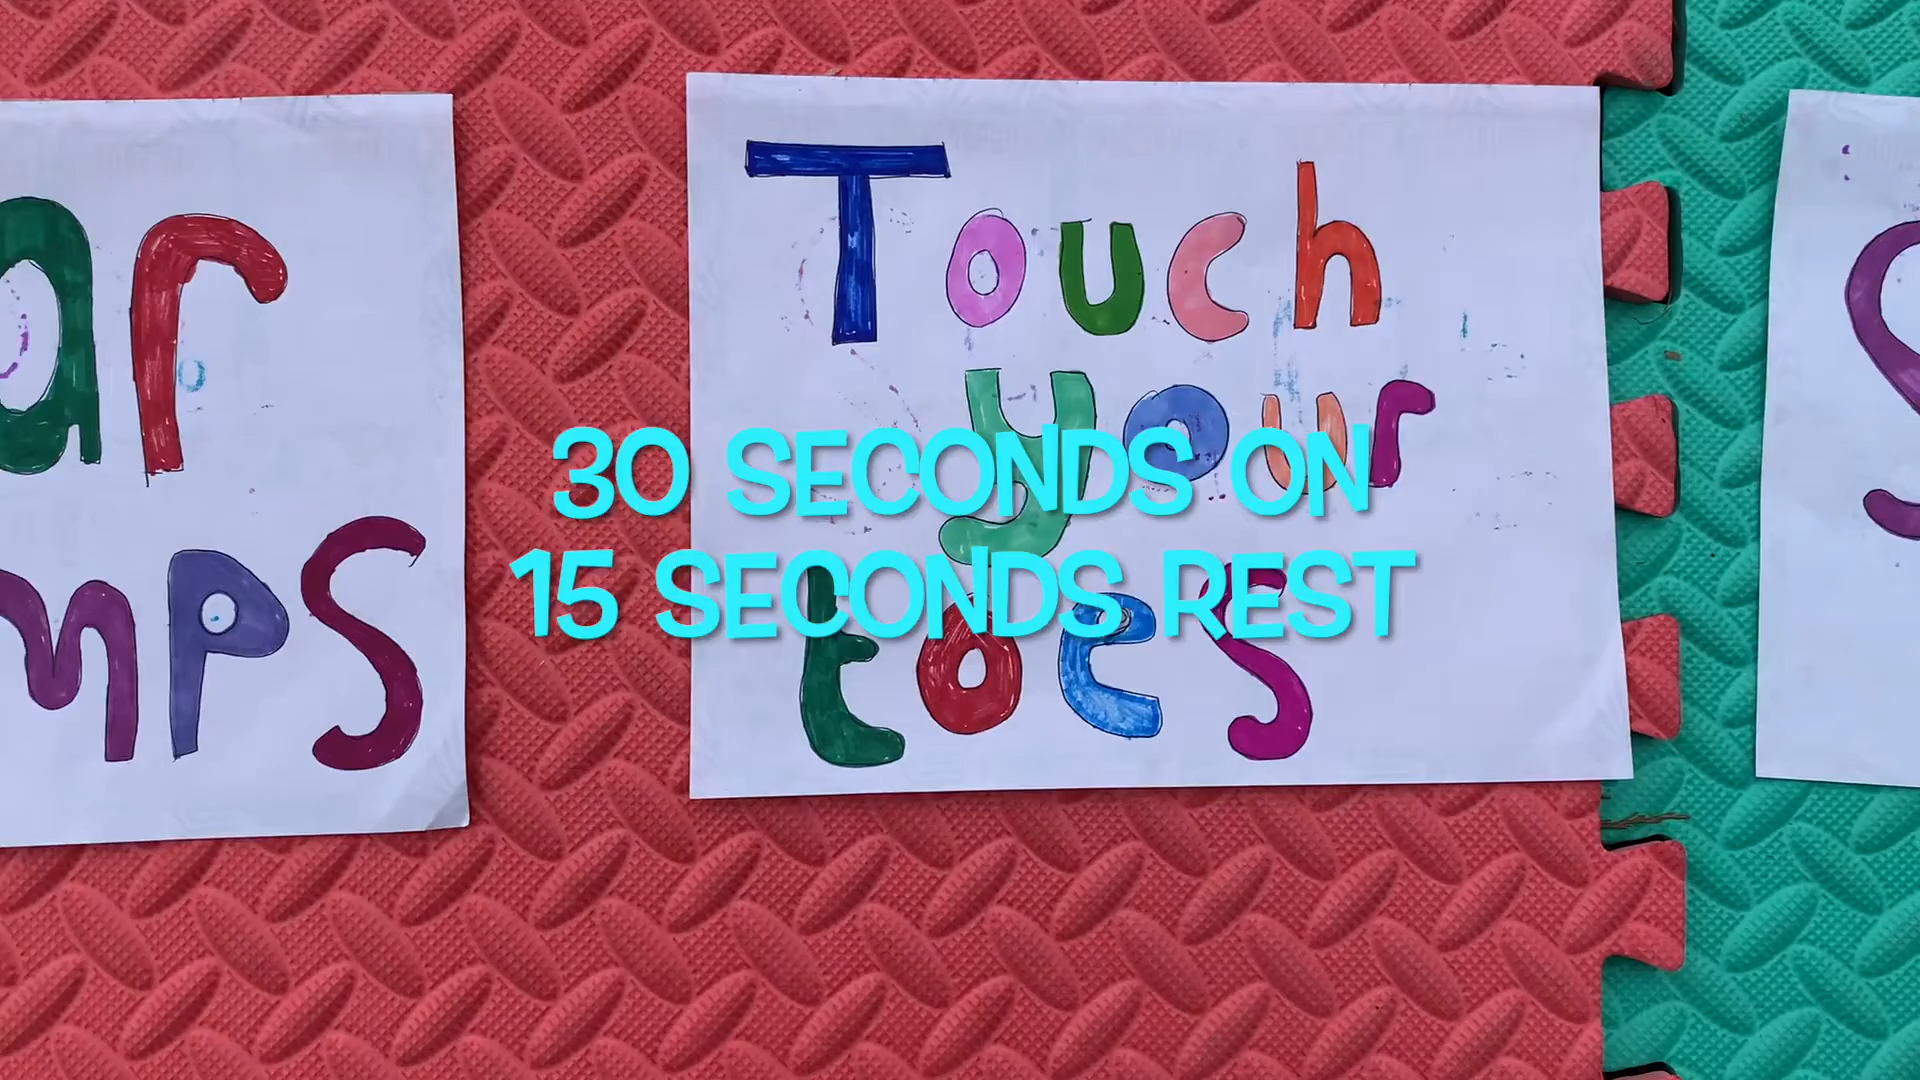 ar
mps
Touch
your
toes
30 SECONDS ON
15 SECONDS REST
S